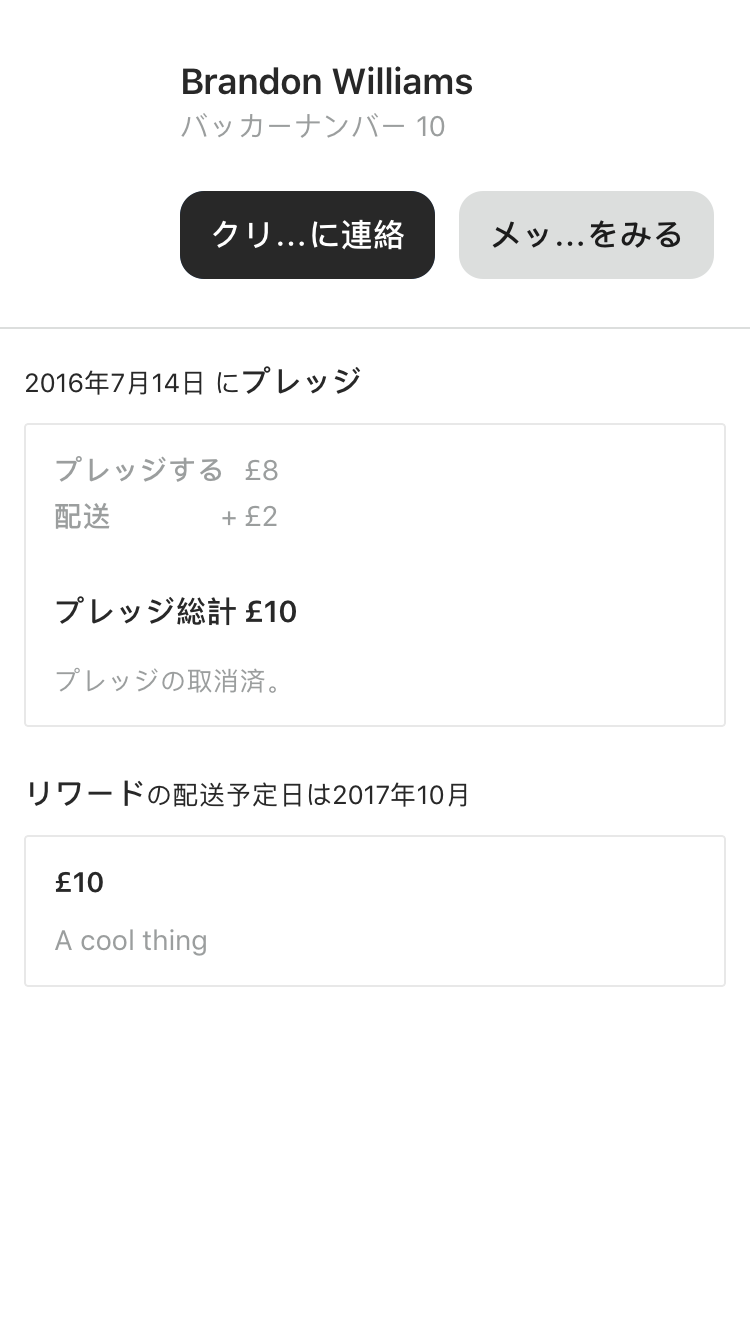 Brandon Williams
バッカーナンバー 10
クリ…に連絡
メッ…をみる
2016年7月14日 にプレッジ
プレッジする £8
配送 + £2
プレッジ総計 £10
プレッジの取消済。
リワードの配送予定日は2017年10月
£10
A cool thing